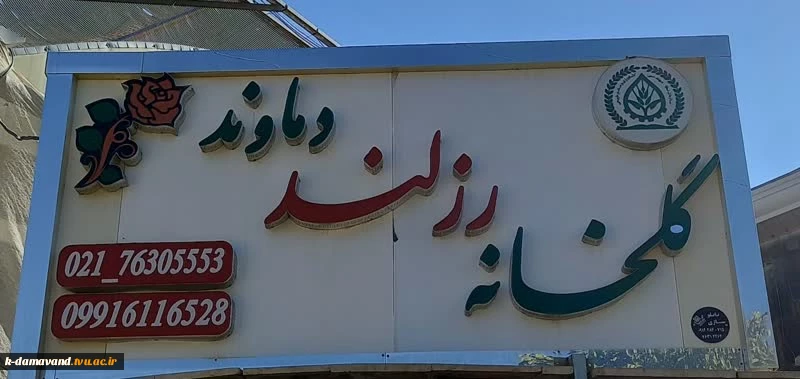 گلخانه
رزلند
دماوند
021_76305553
09916116528
k-damavand.tvu.ac.ir